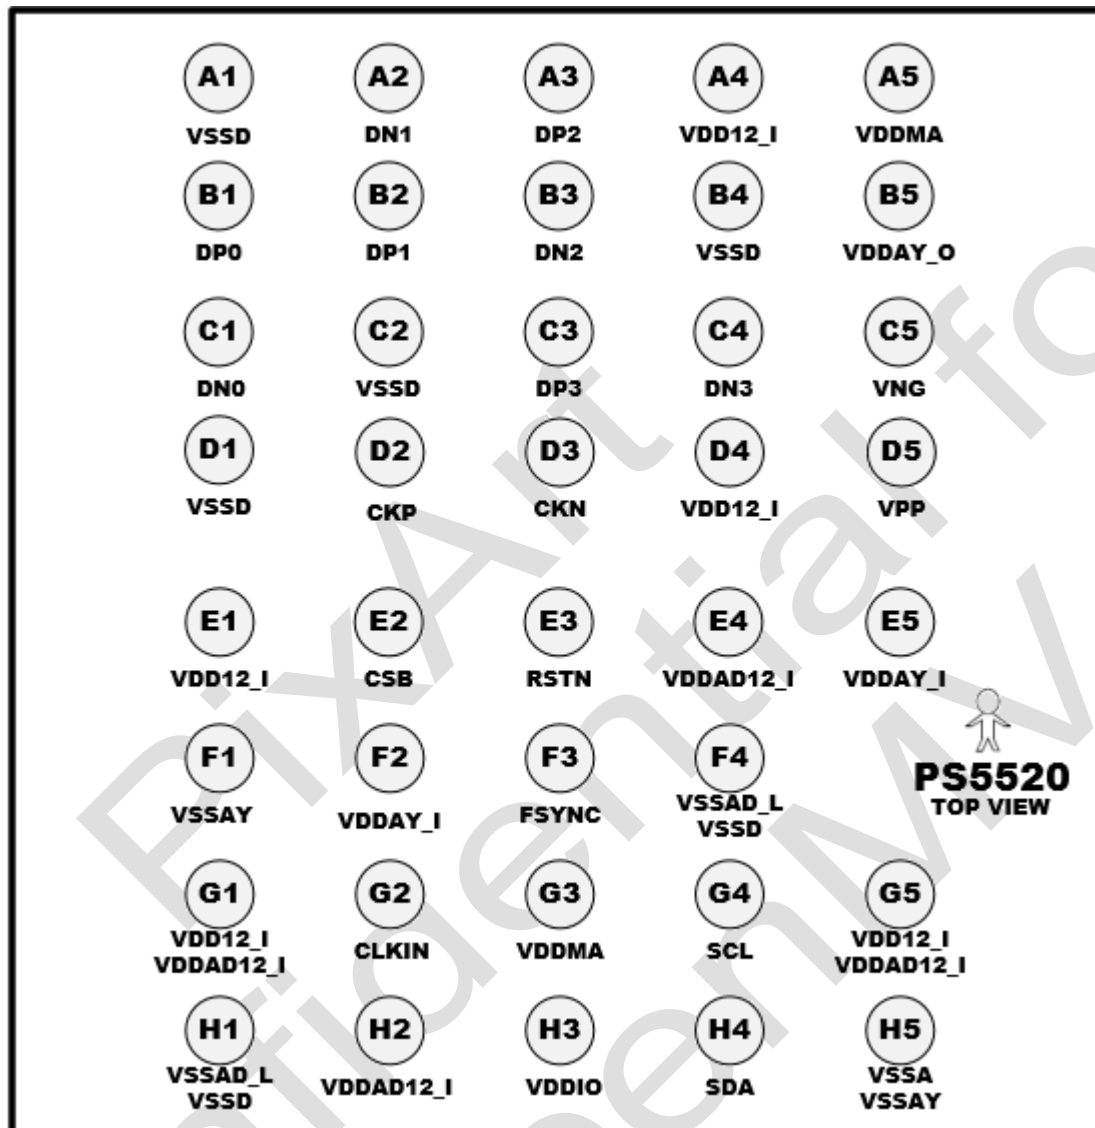 A1 A2 A3 A4 A5
VSSD DN1 DP2 VDD12_I VDDMA
B1 B2 B3 B4 B5
DP0 DP1 DN2 VSSD VDDAY_O
C1 C2 C3 C4 C5
DN0 VSSD DP3 DN3 VNG
D1 D2 D3 D4 D5
VSSD CKP CKN VDD12_I VPP
E1 E2 E3 E4 E5
VDD12_I CSB RSTN VDDAD12_I VDDAY_I
F1 F2 F3 F4
PS5520
TOP VIEW
VSSAY VDDAY_I FSYNC VSSAD_L
VSSD
G1 G2 G3 G4 G5
VDD12_I CLKIN VDDMA SCL VDD12_I
VDDAD12_I VDDAD12_I
H1 H2 H3 H4 H5
VSSAD_L VDDAD12_I VDDIO SDA VSSA
VSSD VSSAY
PixArt